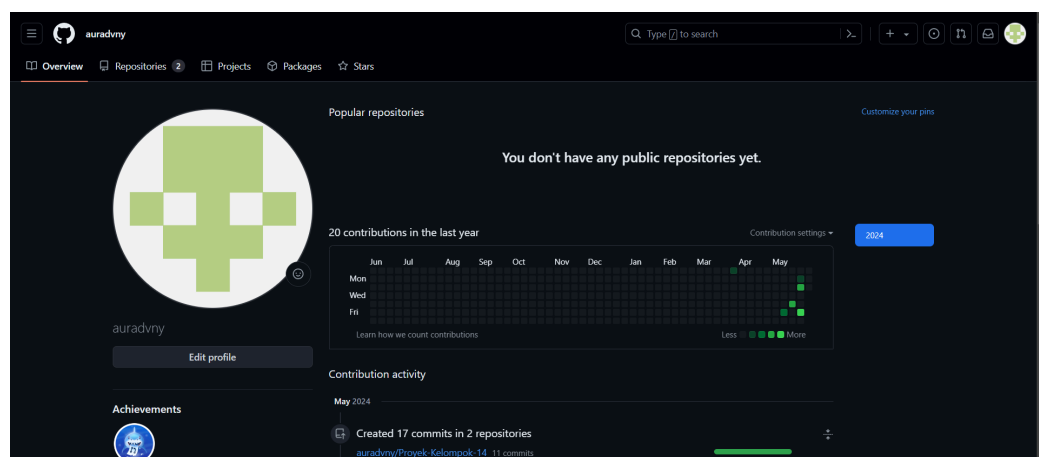 auradvny
Type / to search
Overview
Repositories 2
Projects
Packages
Stars
Popular repositories
Customize your pins
You don't have any public repositories yet.
20 contributions in the last year
Contribution settings
2024
Jun Jul Aug Sep Oct Nov Dec Jan Feb Mar Apr May
Mon
Wed
Fri
Learn how we count contributions
Less More
auradvny
Edit profile
Contribution activity
May 2024
Achievements
Created 17 commits in 2 repositories
auradvny/Proyek-Kelompok-14 11 commits